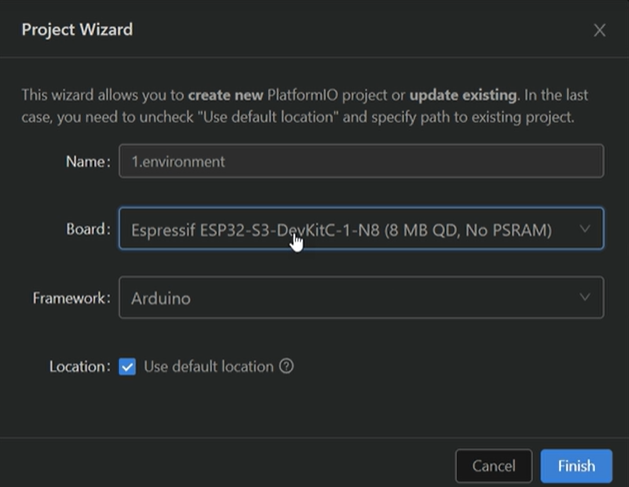 Project Wizard
This wizard allows you to create new PlatformIO project or update existing. In the last
case, you need to uncheck "Use default location" and specify path to existing project.
Name: 1.environment
Board: Espressif ESP32-S3-DevKitC-1-N8 (8 MB QD, No PSRAM)
Framework: Arduino
Location: Use default location
Cancel Finish